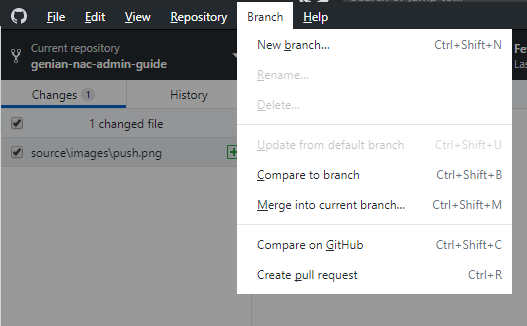 File Edit View Repository Branch Help
Current repository
genian-nac-admin-guide
Fe
Changes 1 History
1 changed file
source\images\push.png
New branch... Ctrl+Shift+N
Rename...
Delete...
Update from default branch Ctrl+Shift+U
Compare to branch Ctrl+Shift+B
Merge into current branch... Ctrl+Shift+M
Compare on GitHub Ctrl+Shift+C
Create pull request Ctrl+R